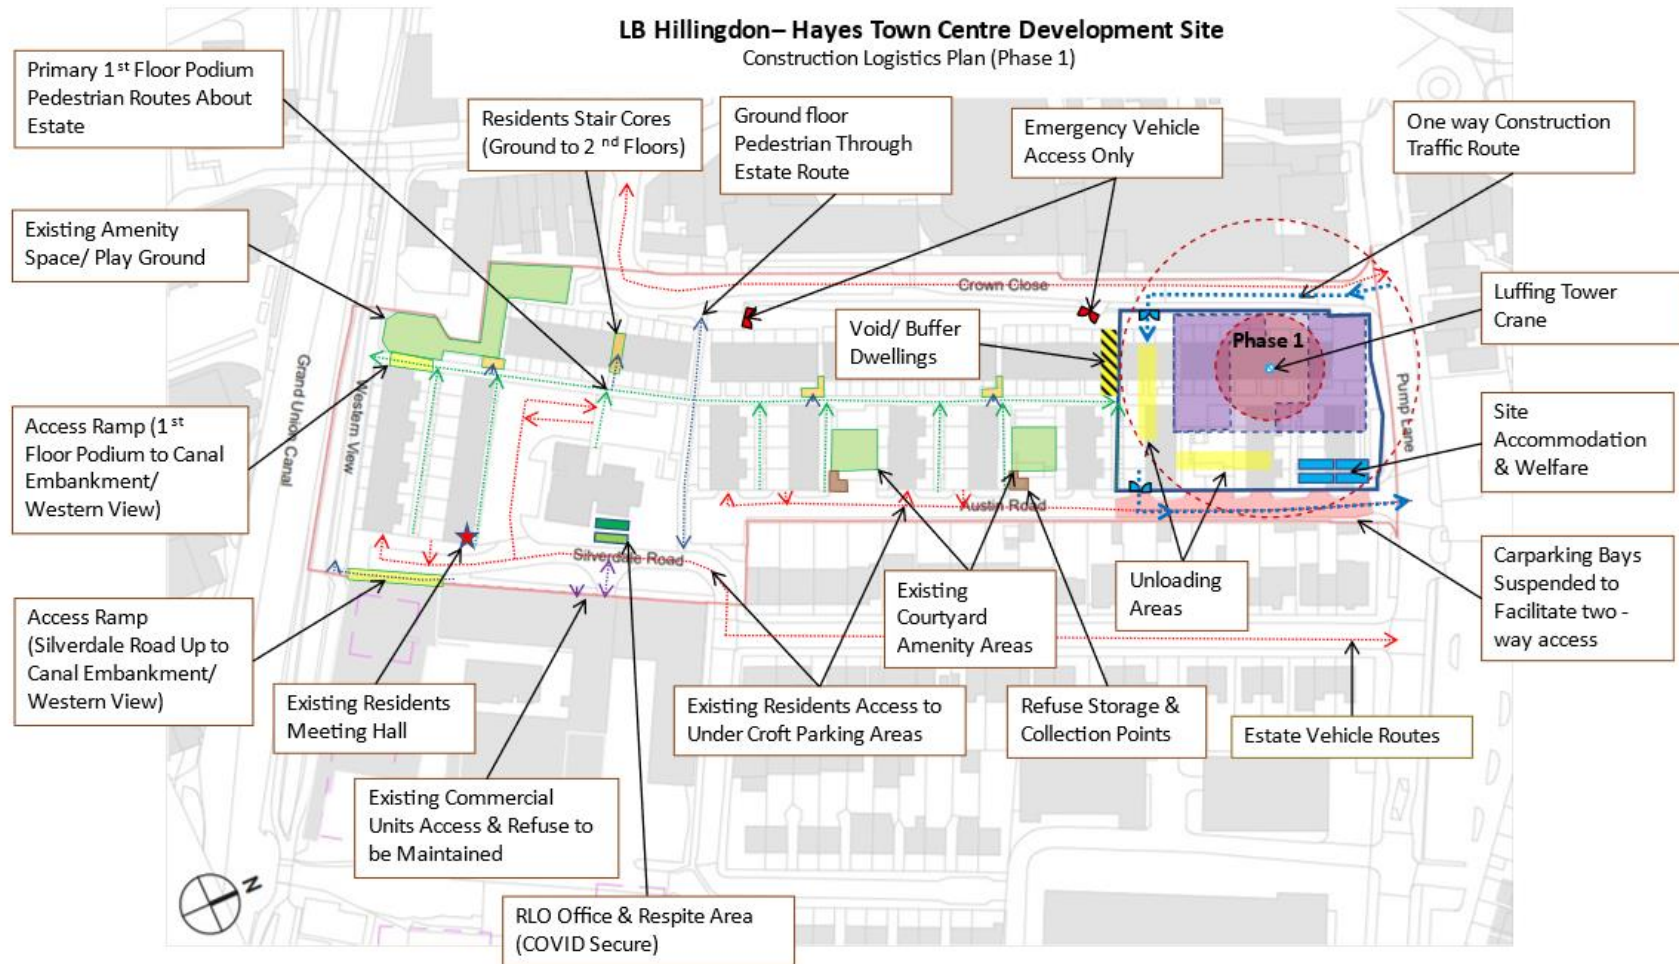 LB Hillingdon– Hayes Town Centre Development Site
Construction Logistics Plan (Phase 1)
Primary 1st Floor Podium
Pedestrian Routes About
Estate
Residents Stair Cores
(Ground to 2 nd Floors)
Ground floor
Pedestrian Through
Estate Route
Emergency Vehicle
Access Only
One way Construction
Traffic Route
Existing Amenity
Space/ Play Ground
Crown Close
Luffing Tower
Crane
Void/ Buffer
Dwellings
Phase 1
Grand Union Canal
Western View
Pump Lane
Access Ramp (1st
Floor Podium to Canal
Embankment/
Western View)
Site
Accommodation
& Welfare
Austin Road
Silverdale Road
Carparking Bays
Suspended to
Facilitate two -
way access
Existing
Courtyard
Amenity Areas
Unloading
Areas
Access Ramp
(Silverdale Road Up to
Canal Embankment/
Western View)
Existing Residents
Meeting Hall
Existing Residents Access to
Under Croft Parking Areas
Refuse Storage &
Collection Points
Estate Vehicle Routes
Existing Commercial
Units Access & Refuse to
be Maintained
N
RLO Office & Respite Area
(COVID Secure)